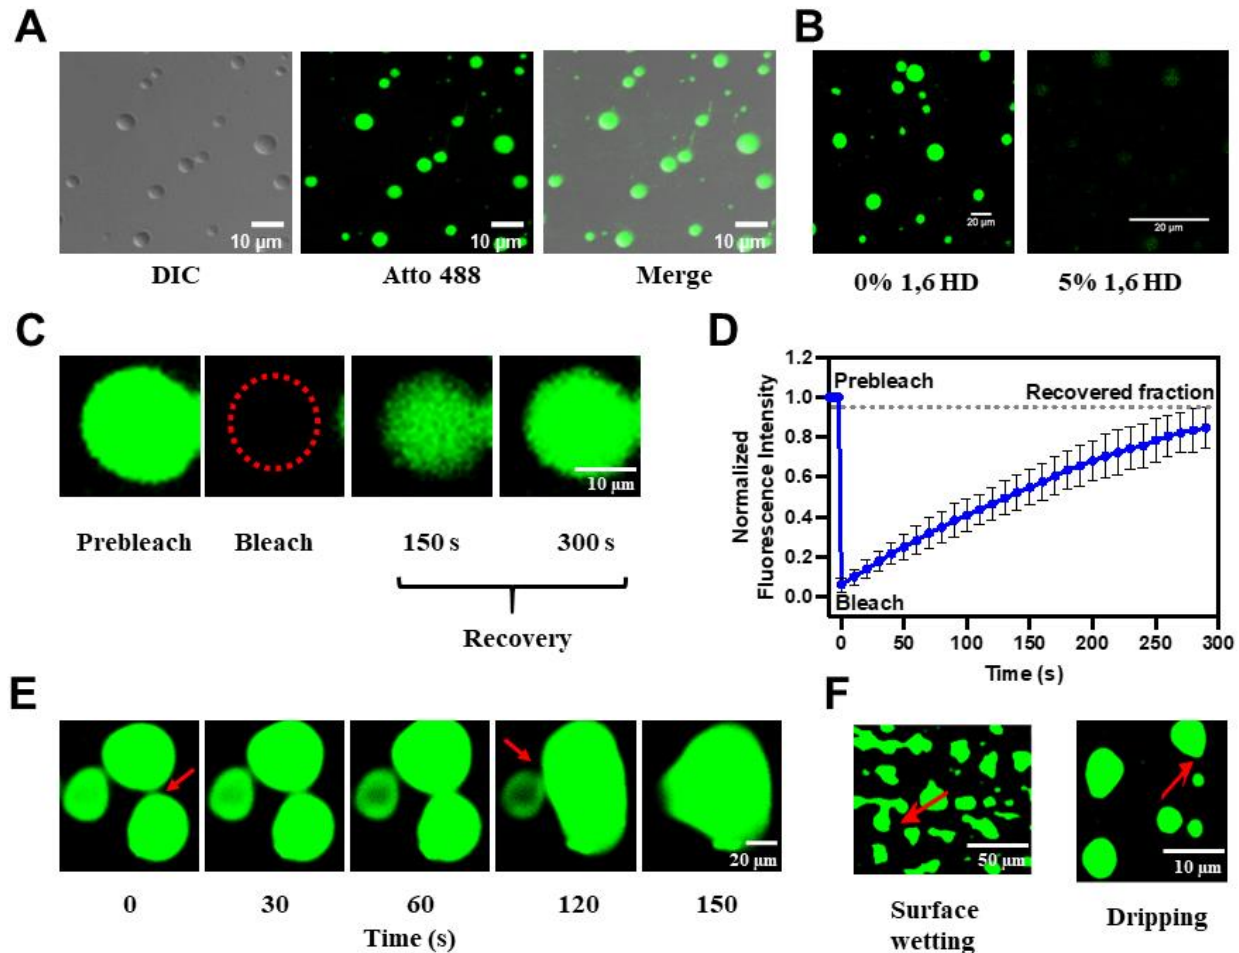 A
10 µm
DIC
10 µm
Atto 488
10 µm
Merge
B
20 µm
0% 1,6 HD
20 µm
5% 1,6 HD
C
10 µm
Prebleach
Bleach
150 s
300 s
Recovery
D
Normalized
Fluorescence Intensity
1.2
1.0
0.8
0.6
0.4
0.2
0.0
Prebleach
Recovered fraction
Bleach
0 50 100 150 200 250 300
Time (s)
E
20 µm
0 30 60 120 150
Time (s)
F
50 µm
Surface
wetting
10 µm
Dripping